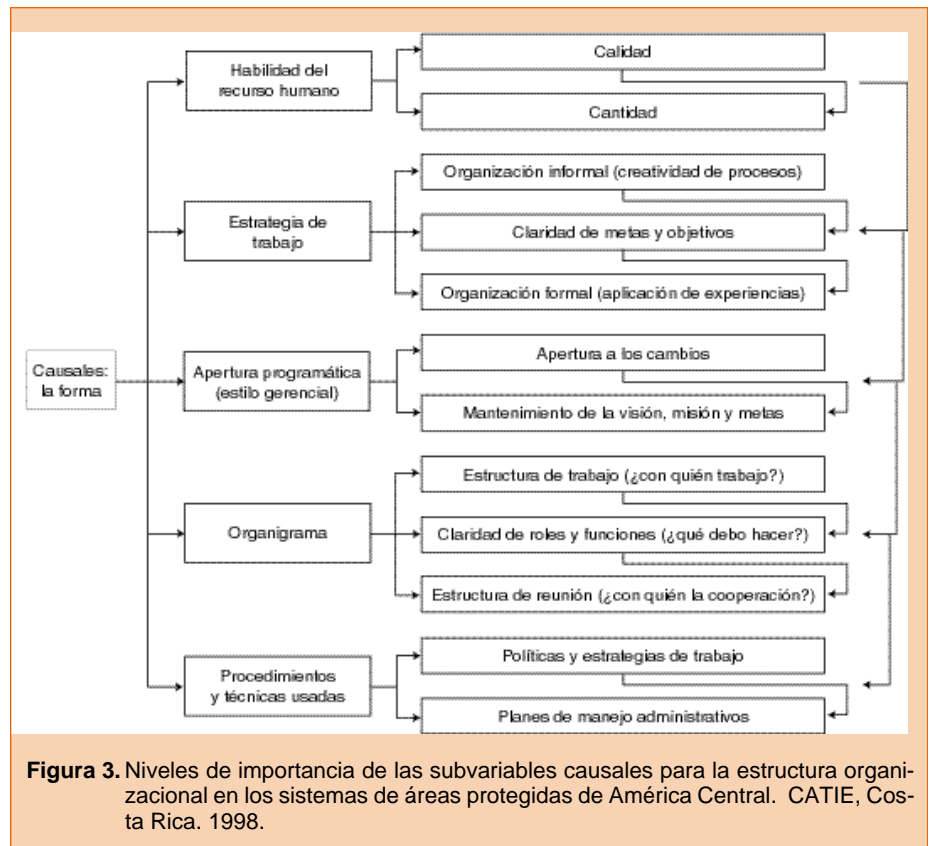 Calidad
Habilidad del
recurso humano
Cantidad
Organización informal (creatividad de procesos)
Estrategia de
trabajo
Claridad de metas y objetivos
Organización formal (aplicación de experiencias)
Causales:
la forma
Apertura programática
(estilo gerencial)
Apertura a los cambios
Mantenimiento de la visión, misión y metas
Estructura de trabajo (¿con quién trabajo?)
Organigrama
Claridad de roles y funciones (¿qué debo hacer?)
Estructura de reunión (¿con quién la cooperación?)
Políticas y estrategias de trabajo
Procedimientos
y técnicas usadas
Planes de manejo administrativos
Figura 3. Niveles de importancia de las subvariables causales para la estructura organi-
zacional en los sistemas de áreas protegidas de América Central. CATIE, Cos-
ta Rica. 1998.